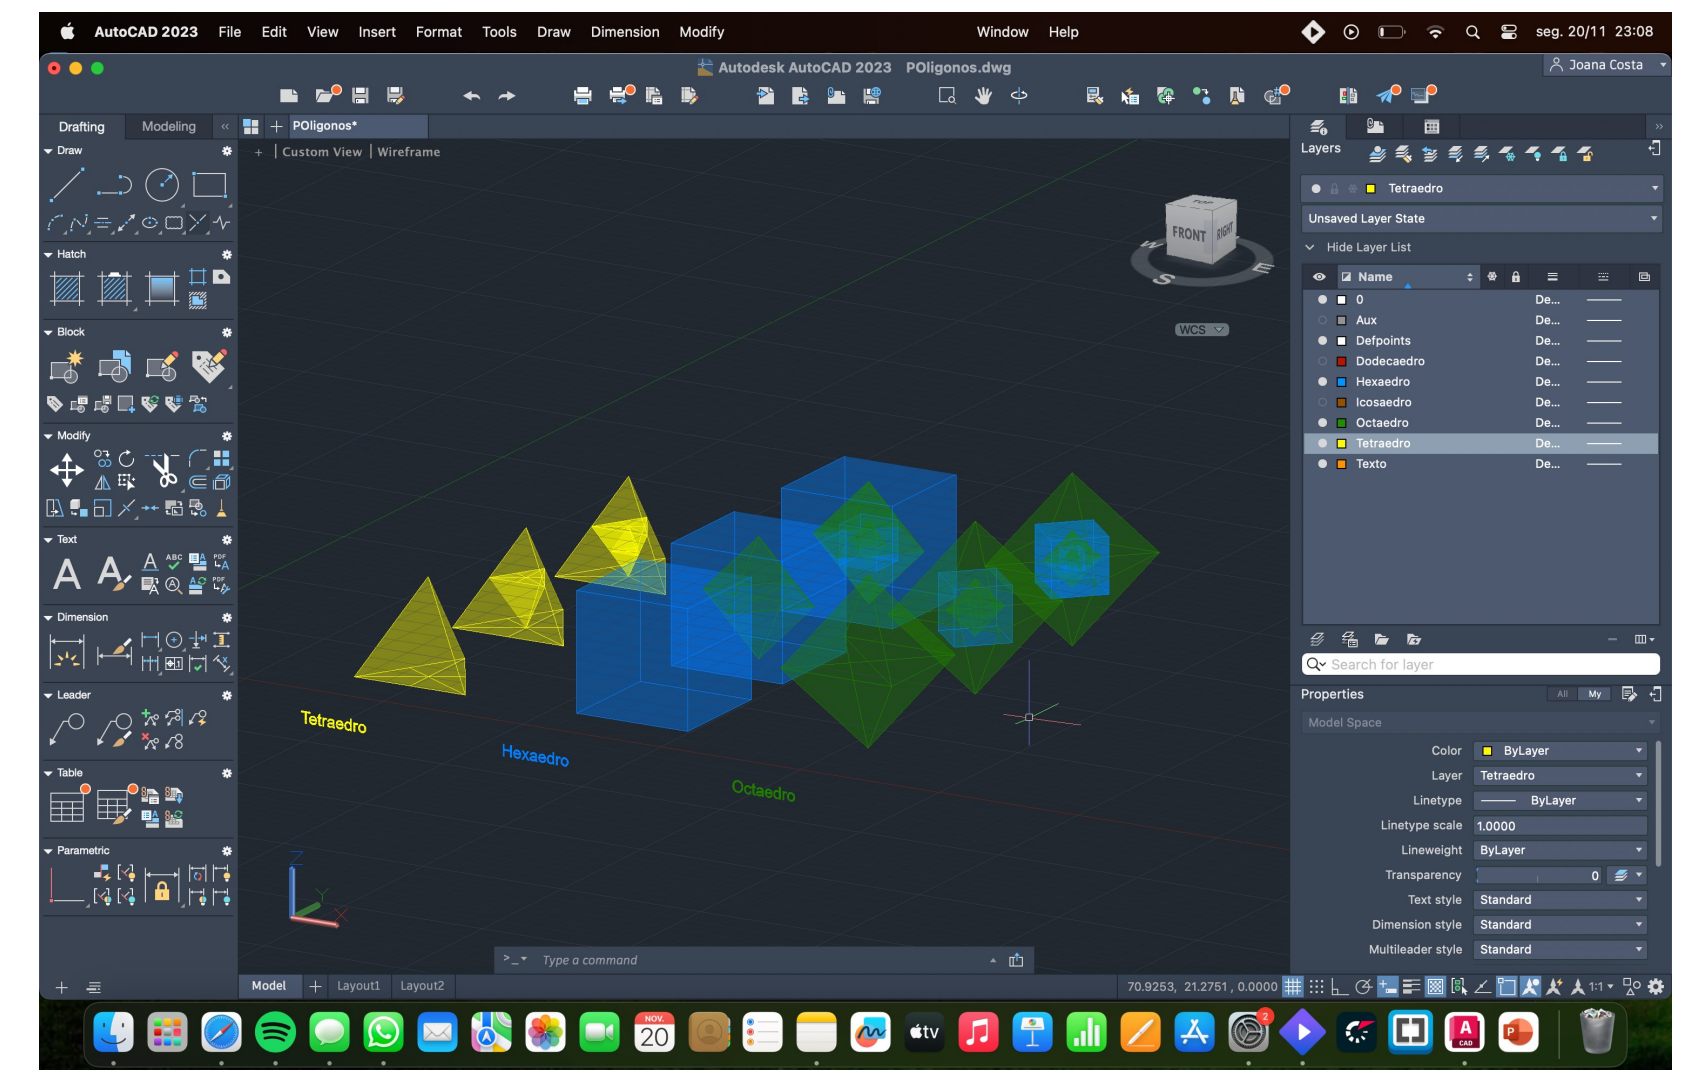 AutoCAD 2023 File Edit View Insert Format Tools Draw Dimension Modify Window Help seg. 20/11 23:08
Autodesk AutoCAD 2023 POligonos.dwg
Joana Costa
Drafting Modeling
POligonos*
Custom View | Wireframe
Draw
Hatch
Block
Modify
Text
A A A ABC A PDF
A
Dimension
Leader
Table
Parametric
TOP
FRONT RIGHT
W S E
WCS
Tetraedro
Hexaedro
Octaedro
Z
Y
X
Type a command
Model Layout1 Layout2
70.9253, 21.2751 , 0.0000
1:1
Layers
Tetraedro
Unsaved Layer State
Hide Layer List
Name
0 De...
Aux De...
Defpoints De...
Dodecaedro De...
Hexaedro De...
Icosaedro De...
Octaedro De...
Tetraedro De...
Texto De...
Search for layer
Properties All My
Model Space
Color ByLayer
Layer Tetraedro
Linetype ByLayer
Linetype scale 1.0000
Lineweight ByLayer
Transparency 0
Text style Standard
Dimension style Standard
Multileader style Standard
NOV.
20
tv
2
A
CAD
P